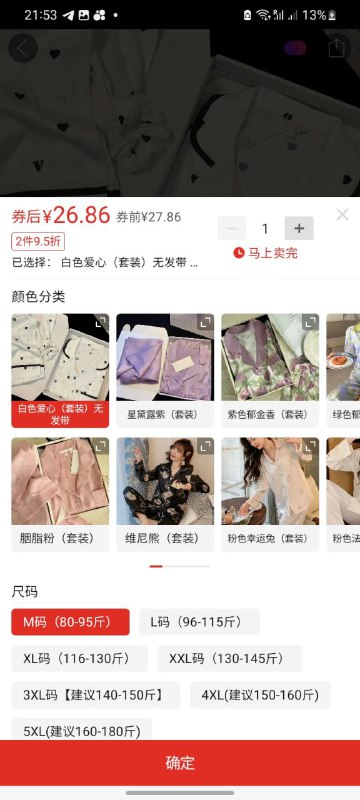 21:53
13%
券后¥26.86 券前¥27.86
1
2件9.5折
马上卖完
已选择： 白色爱心（套装）无发带 ...
颜色分类
白色爱心（套装）无发带
星黛露紫（套装）
紫色郁金香（套装）
绿色郁
胭脂粉（套装）
维尼熊（套装）
粉色幸运兔（套装）
粉色法
尺码
M码（80-95斤）
L码（96-115斤）
XL码（116-130斤）
XXL码（130-145斤）
3XL码【建议140-150斤】
4XL(建议150-160斤)
5XL(建议160-180斤)
确定